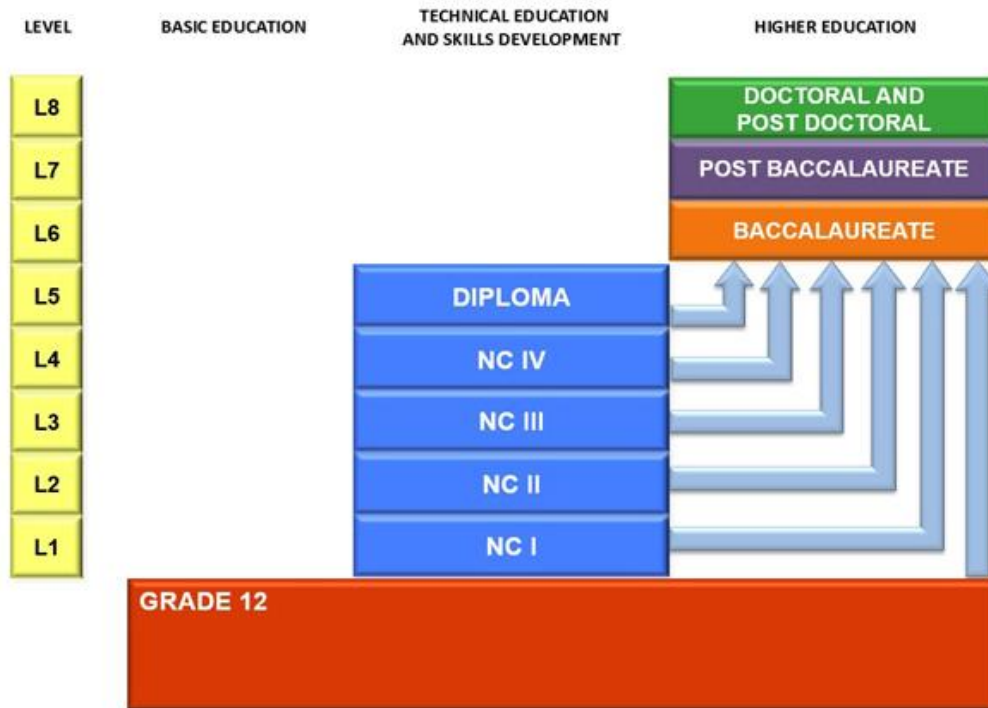 LEVEL
BASIC EDUCATION
TECHNICAL EDUCATION
AND SKILLS DEVELOPMENT
HIGHER EDUCATION
L8
DOCTORAL AND
POST DOCTORAL
L7
POST BACCALAUREATE
L6
BACCALAUREATE
L5
DIPLOMA
L4
NC IV
L3
NC III
L2
NC II
L1
NC I
GRADE 12